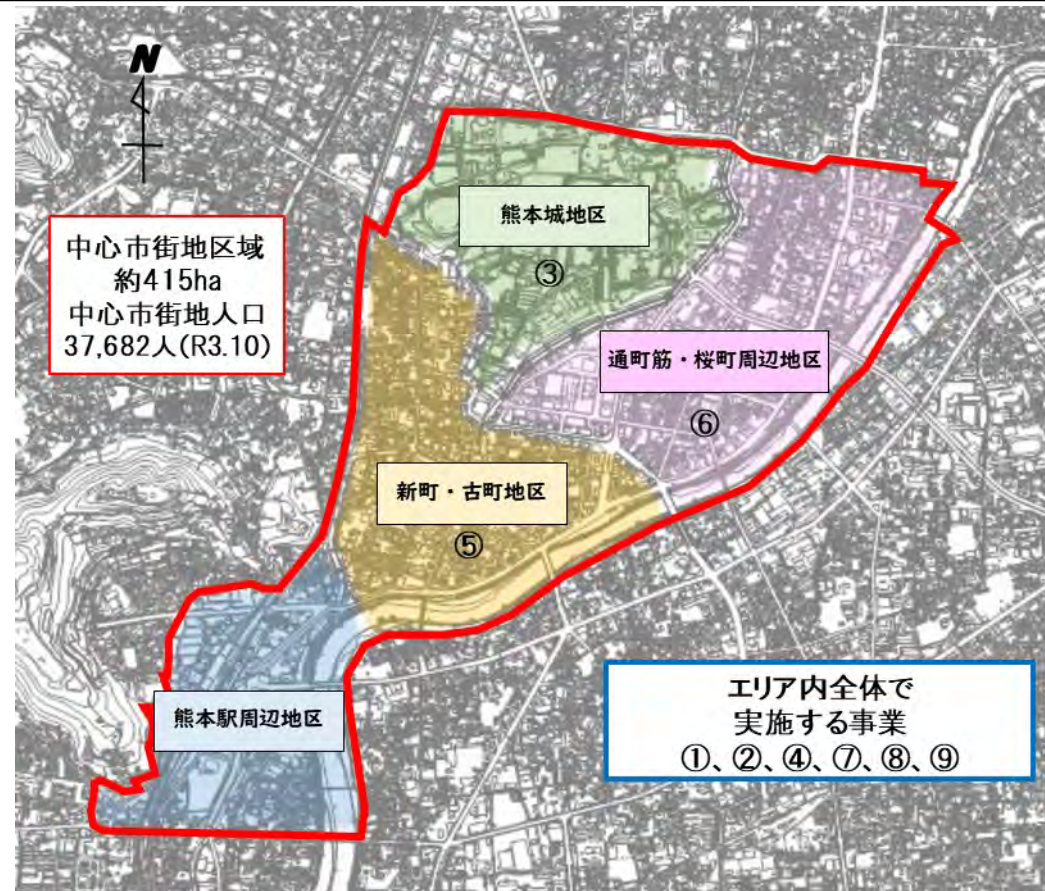 N
熊本城地区
③
中心市街地区域
約415ha
中心市街地人口
37,682人(R3.10)
通町筋・桜町周辺地区
⑥
新町・古町地区
⑤
熊本駅周辺地区
エリア内全体で
実施する事業
①、②、④、⑦、⑧、⑨